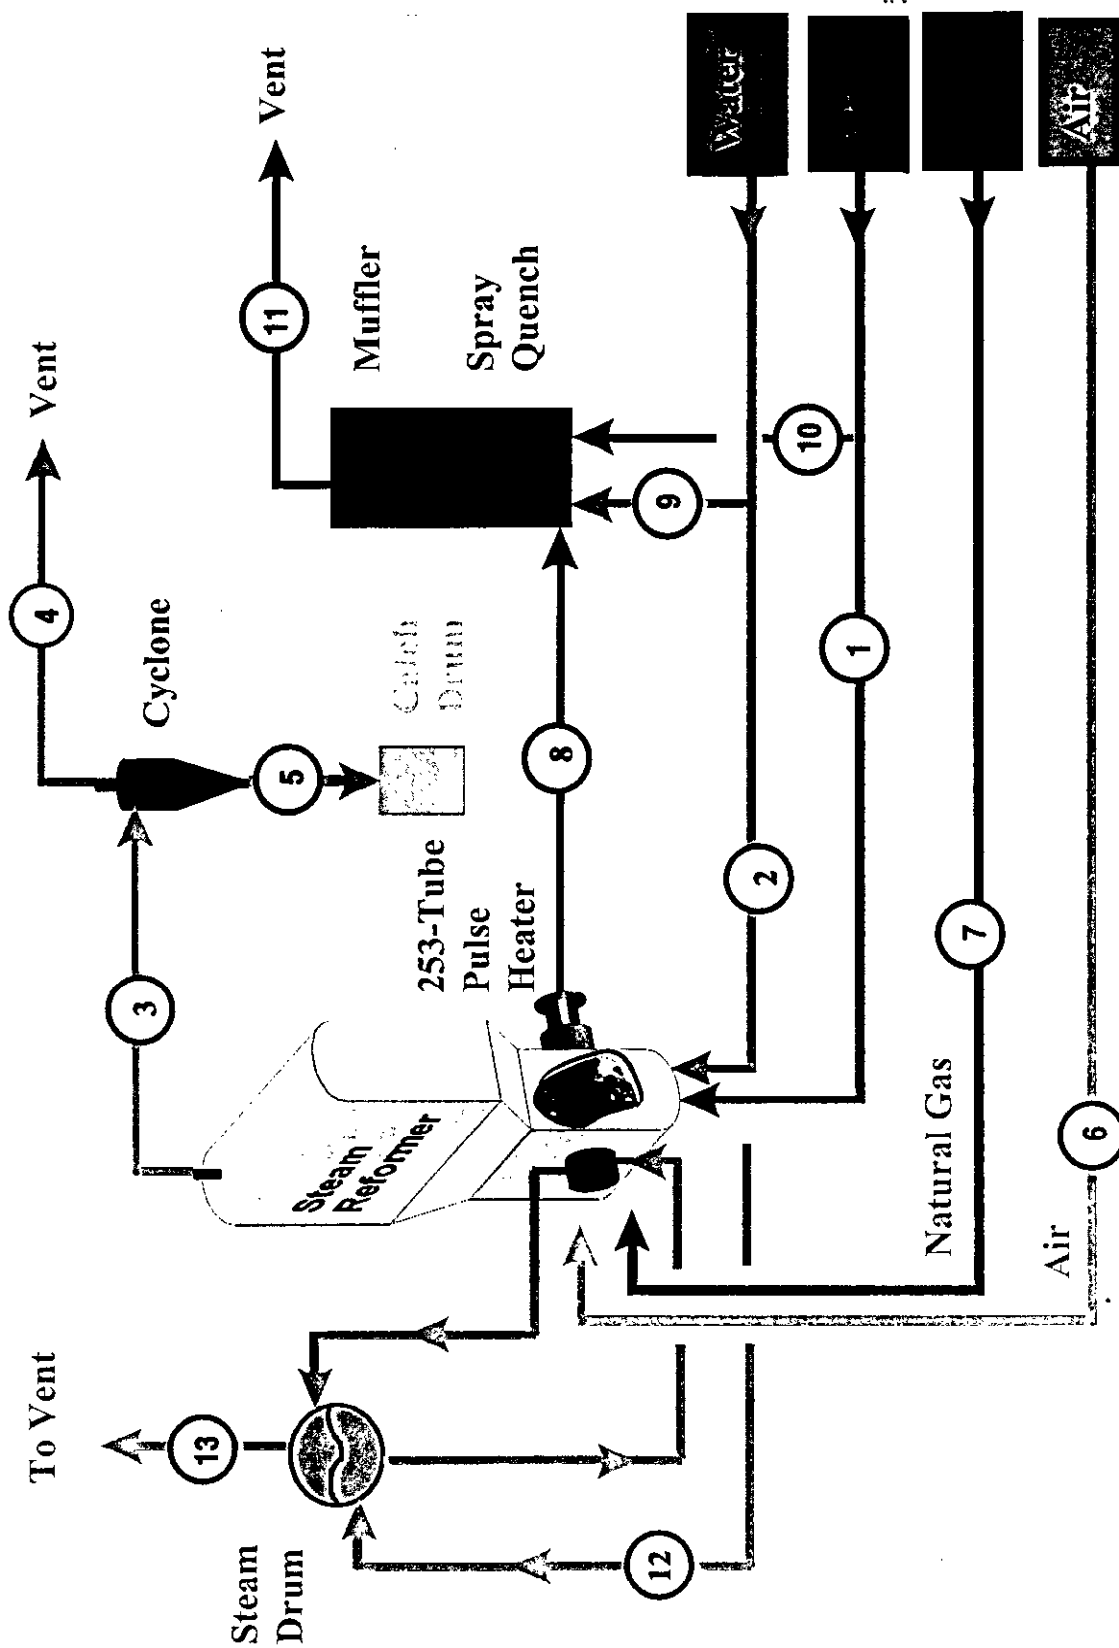 To Vent
13
Steam
Drum
12
Steam
Reformer
3
4
Vent
Cyclone
5
Catch
Drum
253-Tube
Pulse
Heater
8
11
Vent
Muffler
Spray
Quench
9
10
2
1
7
6
Natural Gas
Air
Water
Air